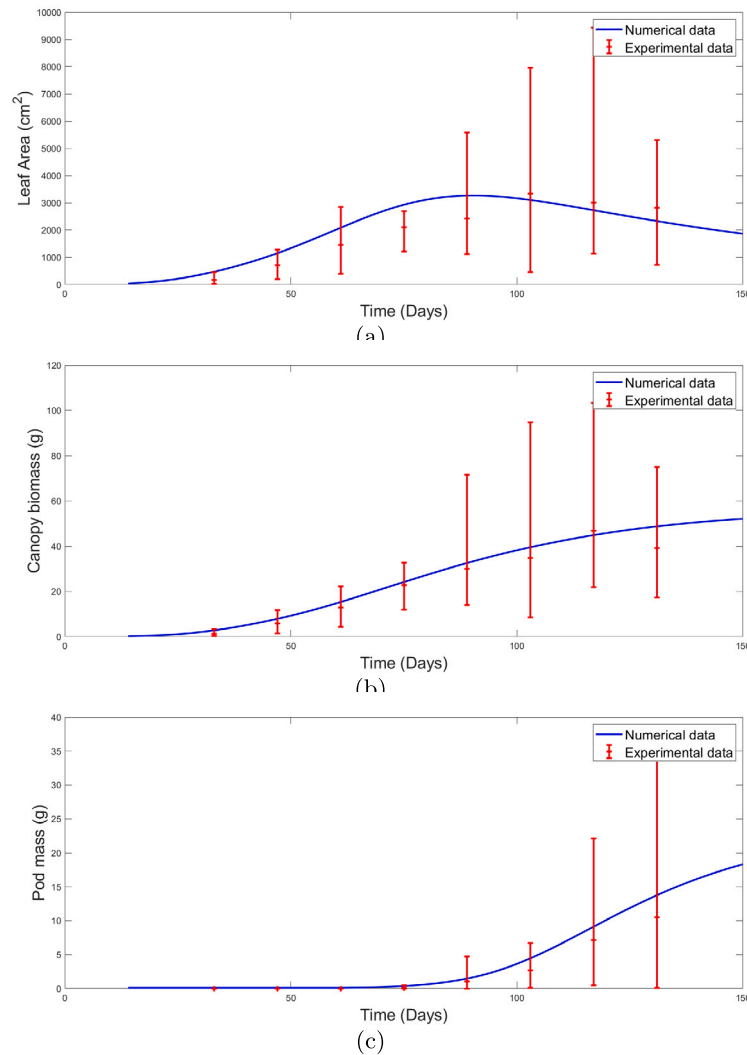 10000
9000
8000
7000
6000
5000
4000
3000
2000
1000
0
Leaf Area (cm²)
Numerical data
Experimental data
0 50 100 150
Time (Days)
(a)
120
100
80
60
40
20
0
Canopy biomass (g)
Numerical data
Experimental data
0 50 100 150
Time (Days)
(b)
40
35
30
25
20
15
10
5
0
Pod mass (g)
Numerical data
Experimental data
0 50 100 150
Time (Days)
(c)